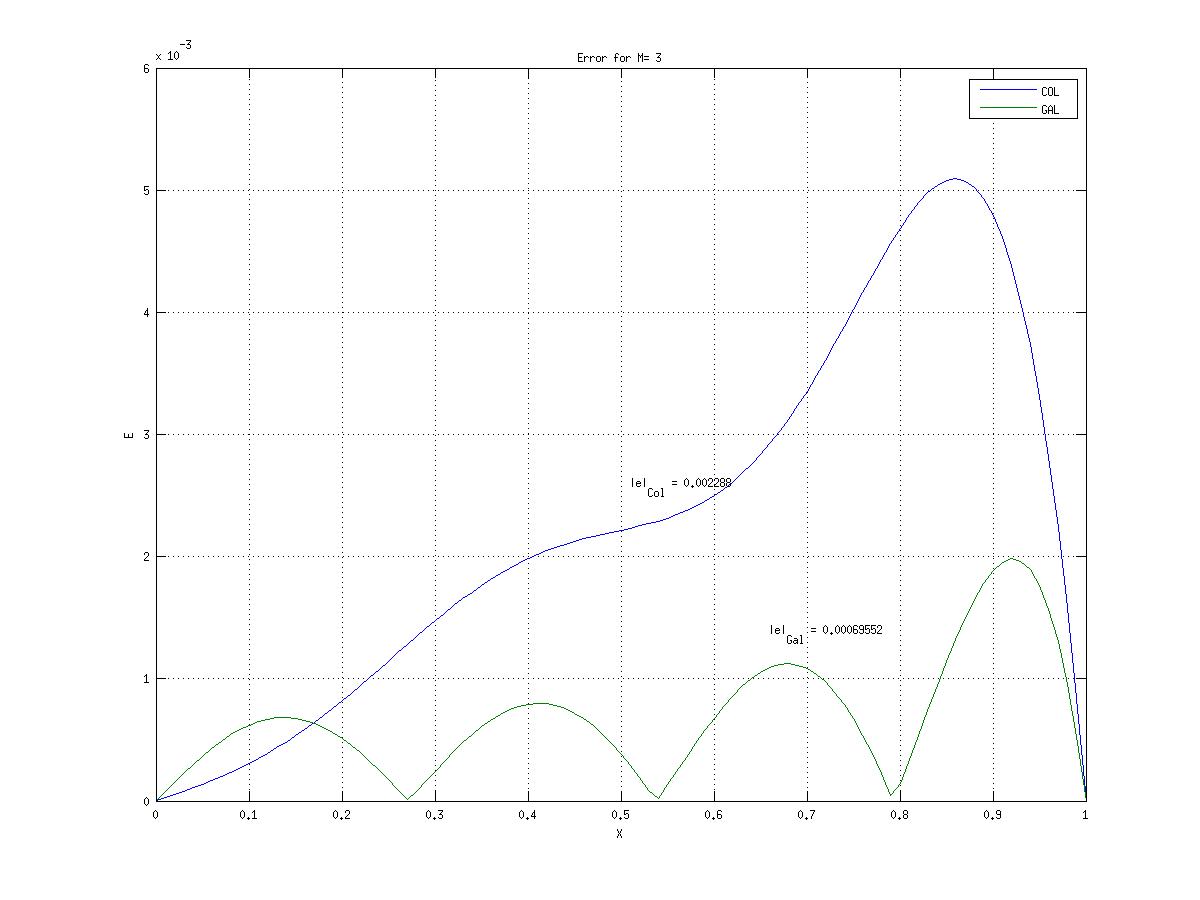 x 10^-3
Error for M= 3
6
COL
GAL
5
4
E
3
|e|_Col = 0.002288
2
|e|_Gal = 0.00069552
1
0
0 0.1 0.2 0.3 0.4 0.5 0.6 0.7 0.8 0.9 1
X